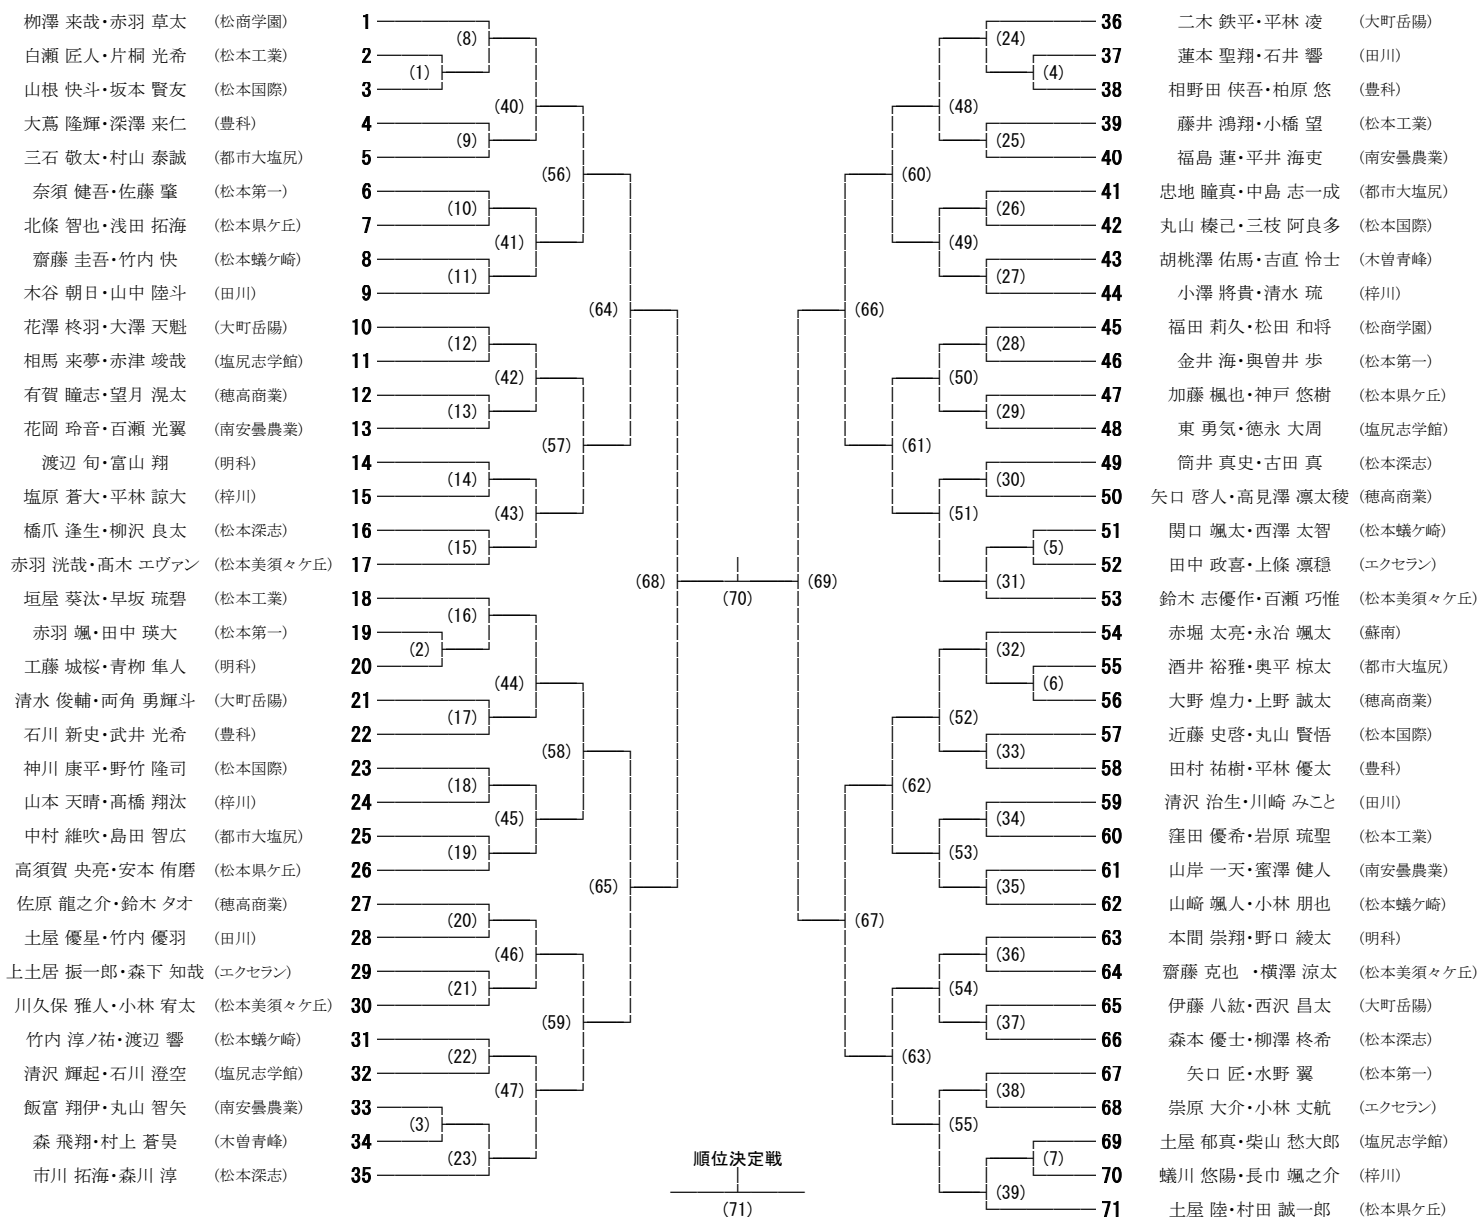 栁澤 来哉・赤羽 草太 (松商学園) 1
白瀬 匠人・片桐 光希 (松本工業) 2
山根 快斗・坂本 賢友 (松本国際) 3
大蔦 隆輝・深澤 来仁 (豊科) 4
三石 敬太・村山 泰誠 (都市大塩尻) 5
奈須 健吾・佐藤 肇 (松本第一) 6
北條 智也・浅田 拓海 (松本県ケ丘) 7
齋藤 圭吾・竹内 快 (松本蟻ケ崎) 8
木谷 朝日・山中 陸斗 (田川) 9
花澤 柊羽・大澤 天魁 (大町岳陽) 10
相馬 来夢・赤津 竣哉 (塩尻志学館) 11
有賀 瞳志・望月 滉太 (穂高商業) 12
花岡 玲音・百瀬 光翼 (南安曇農業) 13
渡辺 旬・富山 翔 (明科) 14
塩原 蒼大・平林 諒大 (梓川) 15
橋爪 逢生・柳沢 良太 (松本深志) 16
赤羽 洸哉・髙木 エヴァン (松本美須々ケ丘) 17
垣屋 葵汰・早坂 琉碧 (松本工業) 18
赤羽 颯・田中 瑛大 (松本第一) 19
工藤 城桜・青栁 隼人 (明科) 20
清水 俊輔・両角 勇輝斗 (大町岳陽) 21
石川 新史・武井 光希 (豊科) 22
神川 康平・野竹 隆司 (松本国際) 23
山本 天晴・髙橋 翔汰 (梓川) 24
中村 維吹・島田 智広 (都市大塩尻) 25
高須賀 央亮・安本 侑磨 (松本県ケ丘) 26
佐原 龍之介・鈴木 タオ (穂高商業) 27
土屋 優星・竹内 優羽 (田川) 28
上土居 振一郎・森下 知哉 (エクセラン) 29
川久保 雅人・小林 宥太 (松本美須々ケ丘) 30
竹内 淳ノ祐・渡辺 響 (松本蟻ケ崎) 31
清沢 輝起・石川 澄空 (塩尻志学館) 32
飯富 翔伊・丸山 智矢 (南安曇農業) 33
森 飛翔・村上 蒼昊 (木曽青峰) 34
市川 拓海・森川 淳 (松本深志) 35
(1)
(2)
(3)
(8)
(9)
(10)
(11)
(12)
(13)
(14)
(15)
(16)
(17)
(18)
(19)
(20)
(21)
(22)
(23)
(40)
(41)
(42)
(43)
(44)
(45)
(46)
(47)
(56)
(57)
(58)
(59)
(64)
(65)
(68)
(70)
(69)
順位決定戦
(71)
(66)
(67)
(60)
(61)
(62)
(63)
(48)
(49)
(50)
(51)
(52)
(53)
(54)
(55)
(24)
(25)
(26)
(27)
(28)
(29)
(30)
(31)
(32)
(33)
(34)
(35)
(36)
(37)
(38)
(39)
(4)
(5)
(6)
(7)
36 二木 鉄平・平林 凌 (大町岳陽)
37 蓮本 聖翔・石井 響 (田川)
38 相野田 侠吾・柏原 悠 (豊科)
39 藤井 鴻翔・小橋 望 (松本工業)
40 福島 蓮・平井 海吏 (南安曇農業)
41 忠地 瞳真・中島 志一成 (都市大塩尻)
42 丸山 榛己・三枝 阿良多 (松本国際)
43 胡桃澤 佑馬・吉直 怜士 (木曽青峰)
44 小澤 將貴・清水 琉 (梓川)
45 福田 莉久・松田 和将 (松商学園)
46 金井 海・與曽井 歩 (松本第一)
47 加藤 楓也・神戸 悠樹 (松本県ケ丘)
48 東 勇気・徳永 大周 (塩尻志学館)
49 筒井 真史・古田 真 (松本深志)
50 矢口 啓人・高見澤 凛太稜 (穂高商業)
51 関口 颯太・西澤 太智 (松本蟻ケ崎)
52 田中 政喜・上條 凛穏 (エクセラン)
53 鈴木 志優作・百瀬 巧惟 (松本美須々ケ丘)
54 赤堀 太亮・永冶 颯太 (蘇南)
55 酒井 裕雅・奥平 椋太 (都市大塩尻)
56 大野 煌力・上野 誠太 (穂高商業)
57 近藤 史啓・丸山 賢悟 (松本国際)
58 田村 祐樹・平林 優太 (豊科)
59 清沢 治生・川崎 みこと (田川)
60 窪田 優希・岩原 琉聖 (松本工業)
61 山岸 一天・蜜澤 健人 (南安曇農業)
62 山﨑 颯人・小林 朋也 (松本蟻ケ崎)
63 本間 崇翔・野口 綾太 (明科)
64 齋藤 克也 ・横澤 涼太 (松本美須々ケ丘)
65 伊藤 八紘・西沢 昌太 (大町岳陽)
66 森本 優士・柳澤 柊希 (松本深志)
67 矢口 匠・水野 翼 (松本第一)
68 崇原 大介・小林 丈航 (エクセラン)
69 土屋 郁真・柴山 愁大郎 (塩尻志学館)
70 蟻川 悠陽・長巾 颯之介 (梓川)
71 土屋 陸・村田 誠一郎 (松本県ケ丘)